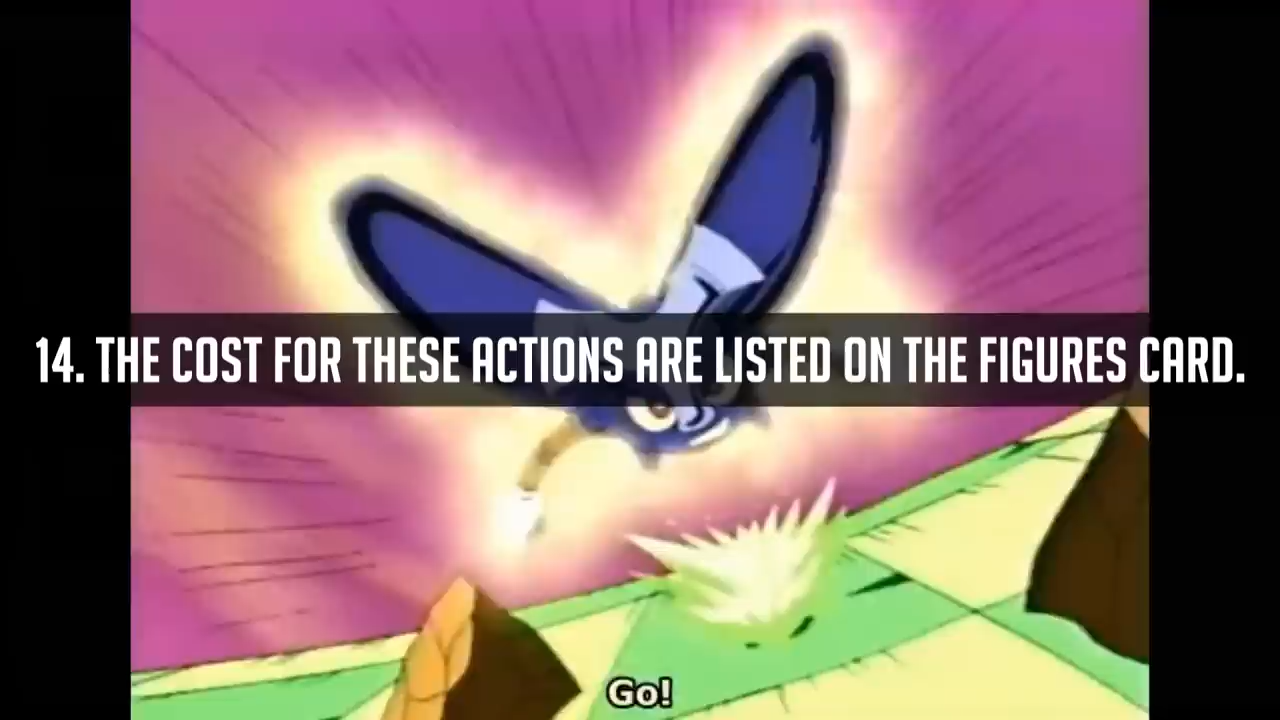 14. THE COST FOR THESE ACTIONS ARE LISTED ON THE FIGURES CARD.
Go!